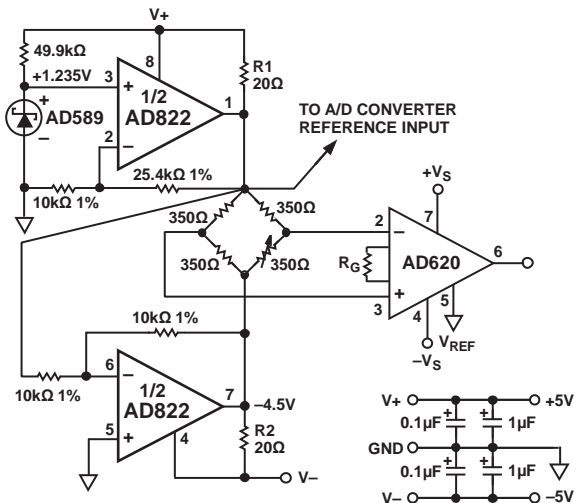 V+
49.9kΩ
+1.235V
R1
20Ω
8
3
+
1/2
AD822
1
+
AD589
–
2
–
TO A/D CONVERTER
REFERENCE INPUT
10kΩ 1%
25.4kΩ 1%
+VS
350Ω
350Ω
350Ω
350Ω
2
–
7
RG
AD620
6
+
3
4
5
VREF
–VS
10kΩ 1%
10kΩ 1%
6
–
1/2
AD822
7
–4.5V
5
+
4
R2
20Ω
V–
V+
+5V
0.1µF
+
+
1µF
GND
0.1µF
+
+
1µF
V–
–5V